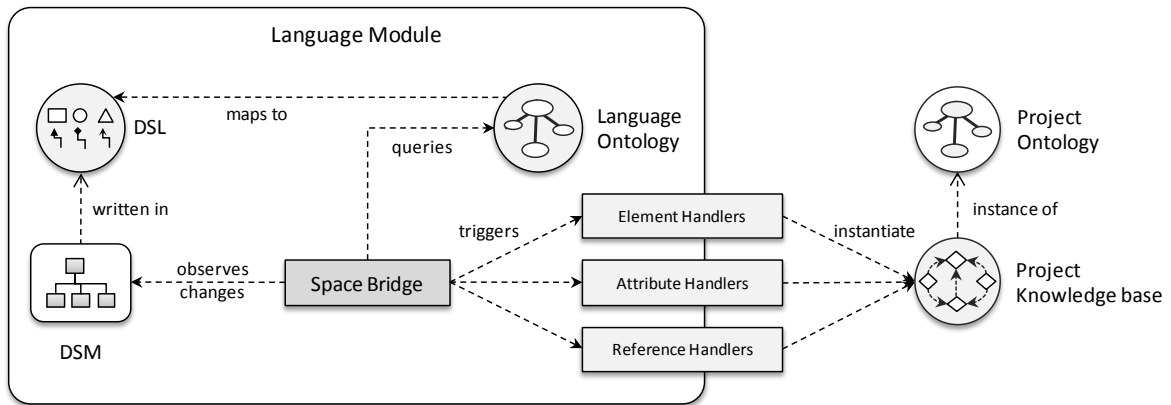 Language Module
DSL
maps to
Language
Ontology
Project
Ontology
queries
written in
Element Handlers
instance of
triggers
instantiate
observes
changes
Space Bridge
Attribute Handlers
Project
Knowledge base
DSM
Reference Handlers